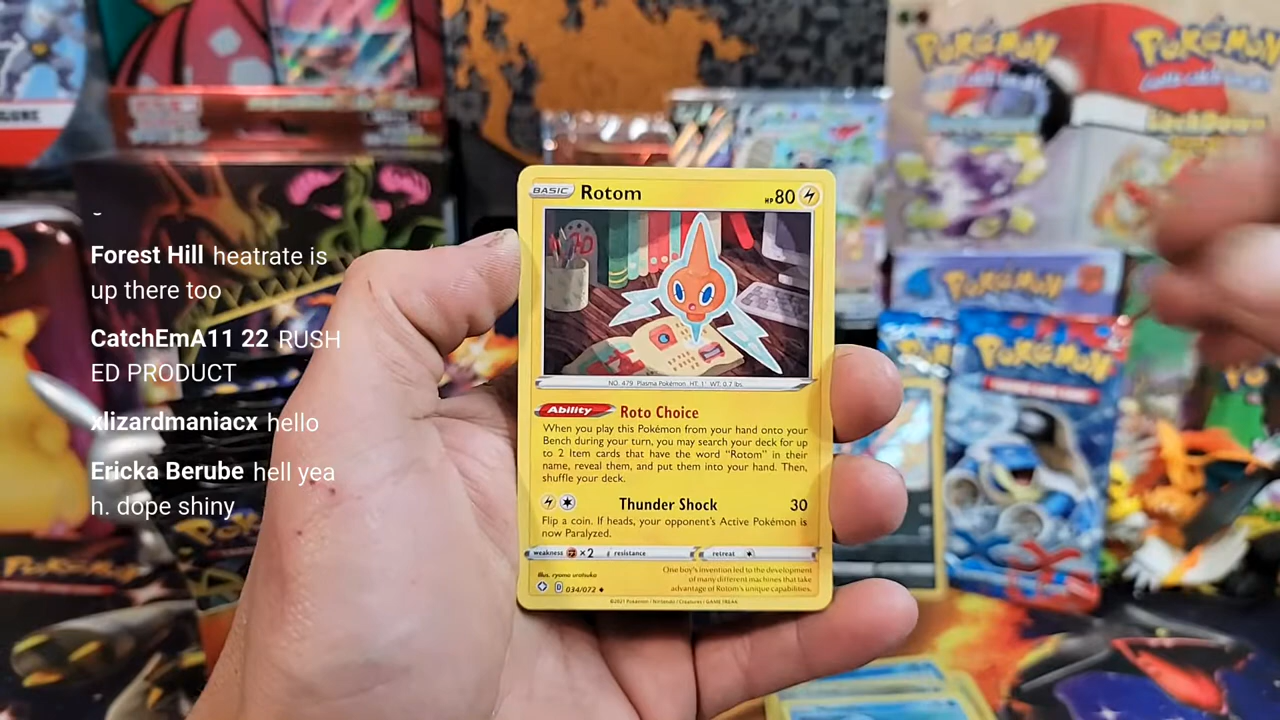 Forest Hill heatrate is
up there too
CatchEmA11 22 RUSH
ED PRODUCT
xlizardmaniacx hello
Ericka Berube hell yea
h. dope shiny
BASIC Rotom HP 80
NO. 479 Plasma Pokémon HT: 1' WT: 0.7 lbs
Ability Roto Choice
When you play this Pokémon from your hand onto your
Bench during your turn, you may search your deck for up
to 2 Item cards that have the word "Rotom" in their
name, reveal them, and put them into your hand. Then,
shuffle your deck.
Thunder Shock 30
Flip a coin. If heads, your opponent's Active Pokémon is
now Paralyzed.
weakness ×2 resistance retreat
Illus. ryoma uratsuka
D 034/072
One boy's invention led to the development
of many different machines that take
advantage of Rotom's unique capabilities.
©2021 Pokémon / Nintendo / Creatures / GAME FREAK
POKéMON
POKéMON
POKéMON
POKéMON